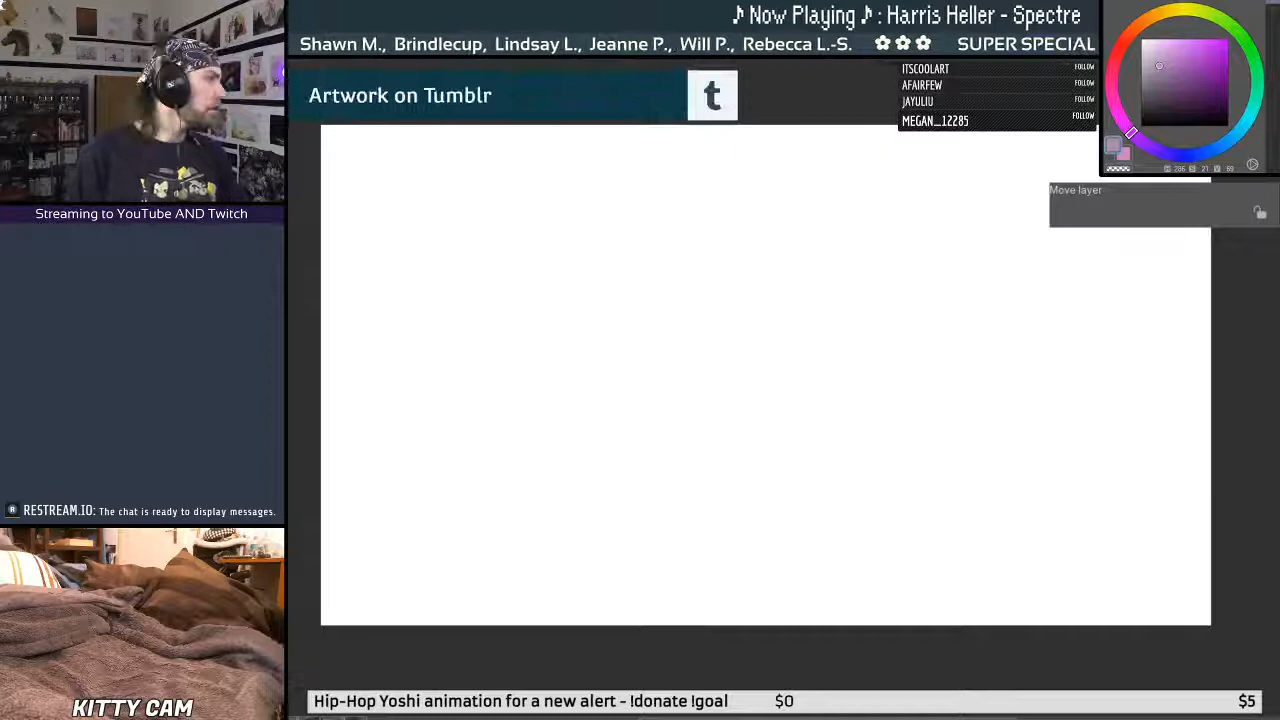 ♪ Now Playing ♪ : Harris Heller - Spectre
Shawn M., Brindlecup, Lindsay L., Jeanne P., Will P., Rebecca L.-S. ✿ ✿ ✿ SUPER SPECIAL
Artwork on Tumblr
t
ITSCOOLART FOLLOW
AFAIRFEW FOLLOW
JAYULIU FOLLOW
MEGAN_12285 FOLLOW
Move layer
Streaming to YouTube AND Twitch
RESTREAM.IO: The chat is ready to display messages.
KITTY CAM
Hip-Hop Yoshi animation for a new alert - !donate !goal $0 $5